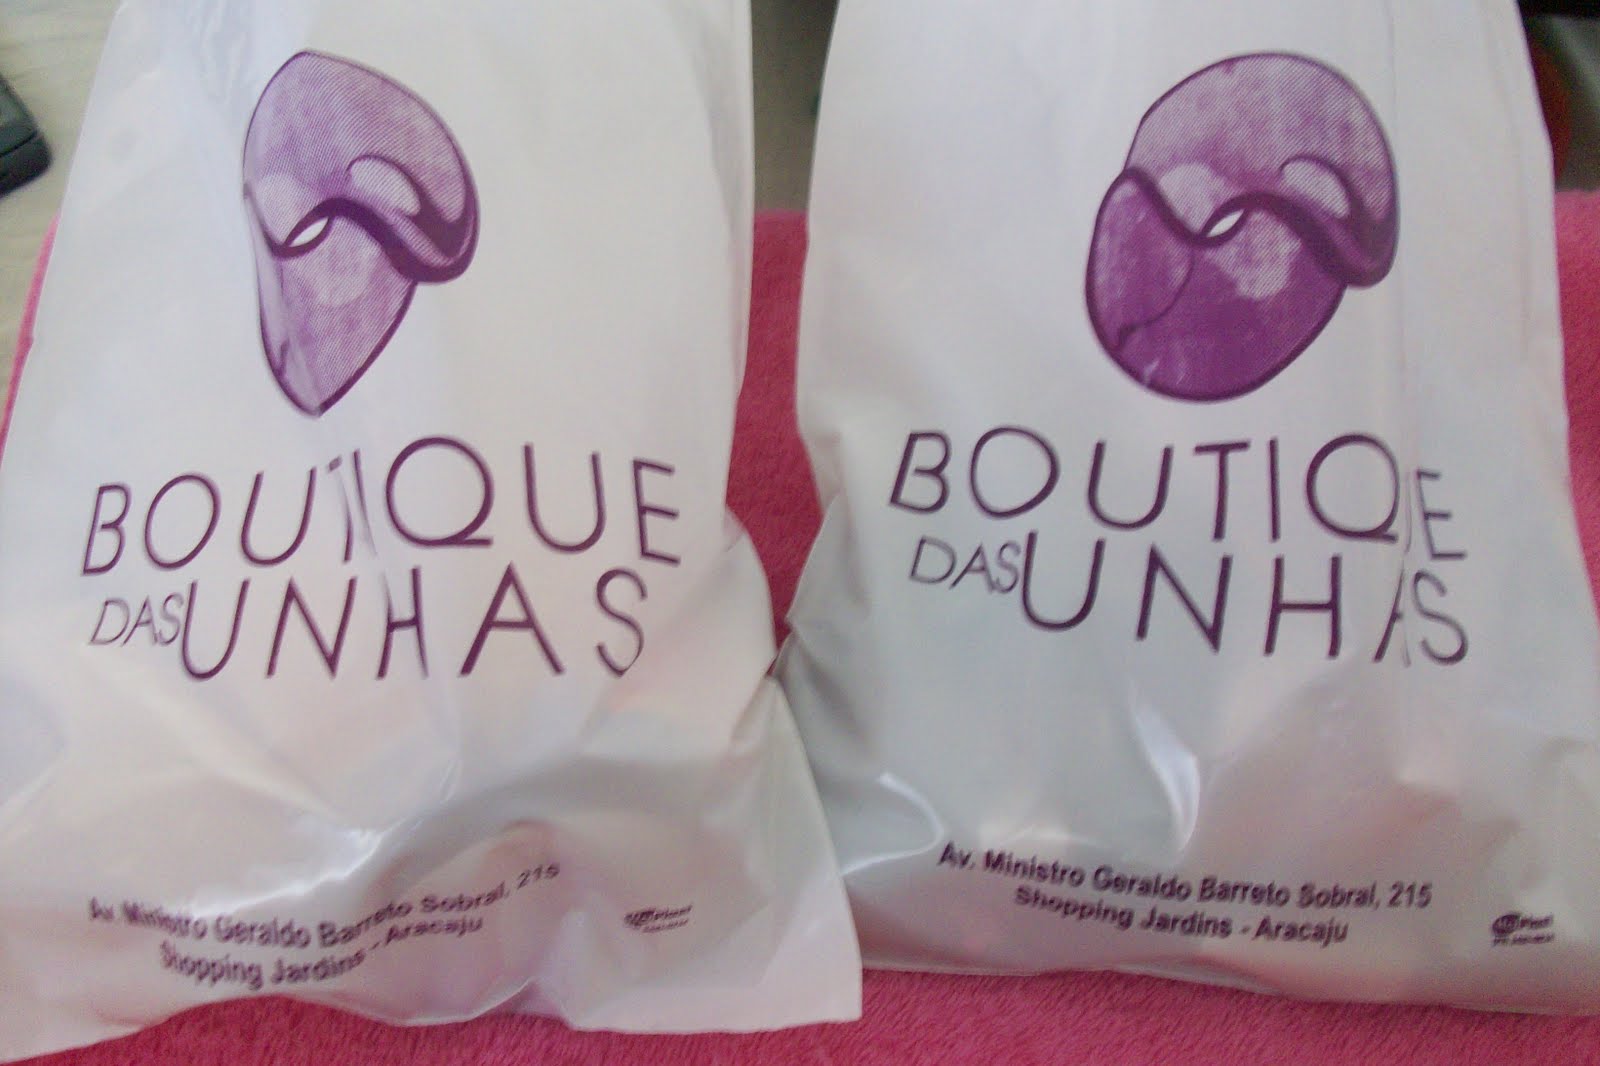 BOUTIQUE
DAS UNHAS
Av. Ministro Geraldo Barreto Sobral, 215
Shopping Jardins - Aracaju
BOUTIQUE
DAS UNHAS
Av. Ministro Geraldo Barreto Sobral, 215
Shopping Jardins - Aracaju